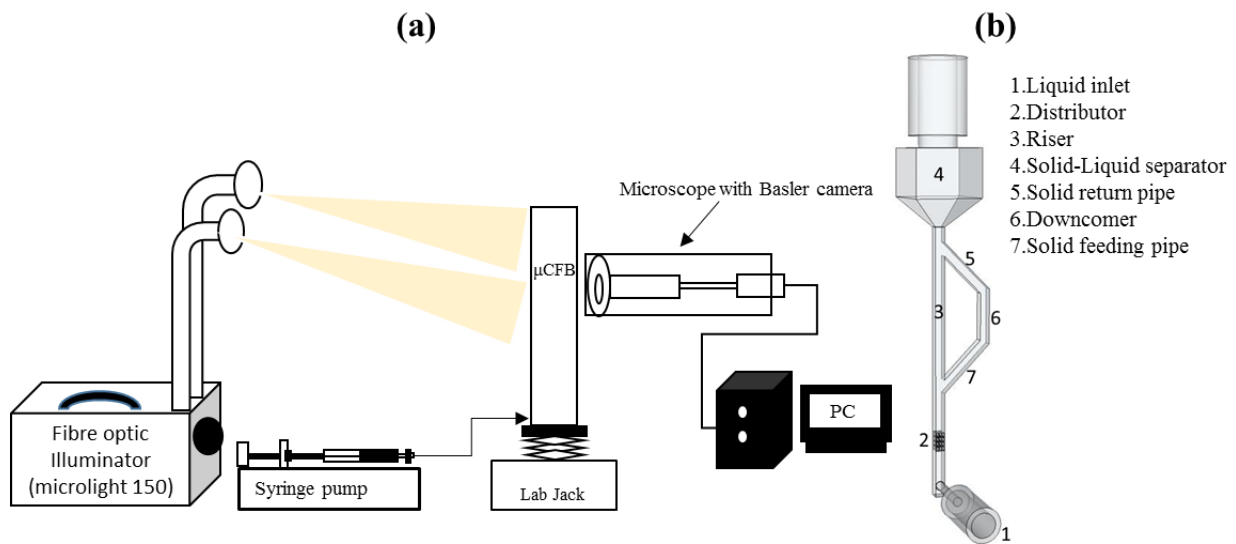 (a)
(b)
1.Liquid inlet
2.Distributor
3.Riser
4.Solid-Liquid separator
5.Solid return pipe
6.Downcomer
7.Solid feeding pipe
Microscope with Basler camera
μCFB
Fibre optic
Illuminator
(microlight 150)
Syringe pump
Lab Jack
PC
4
5
3
6
7
2
1